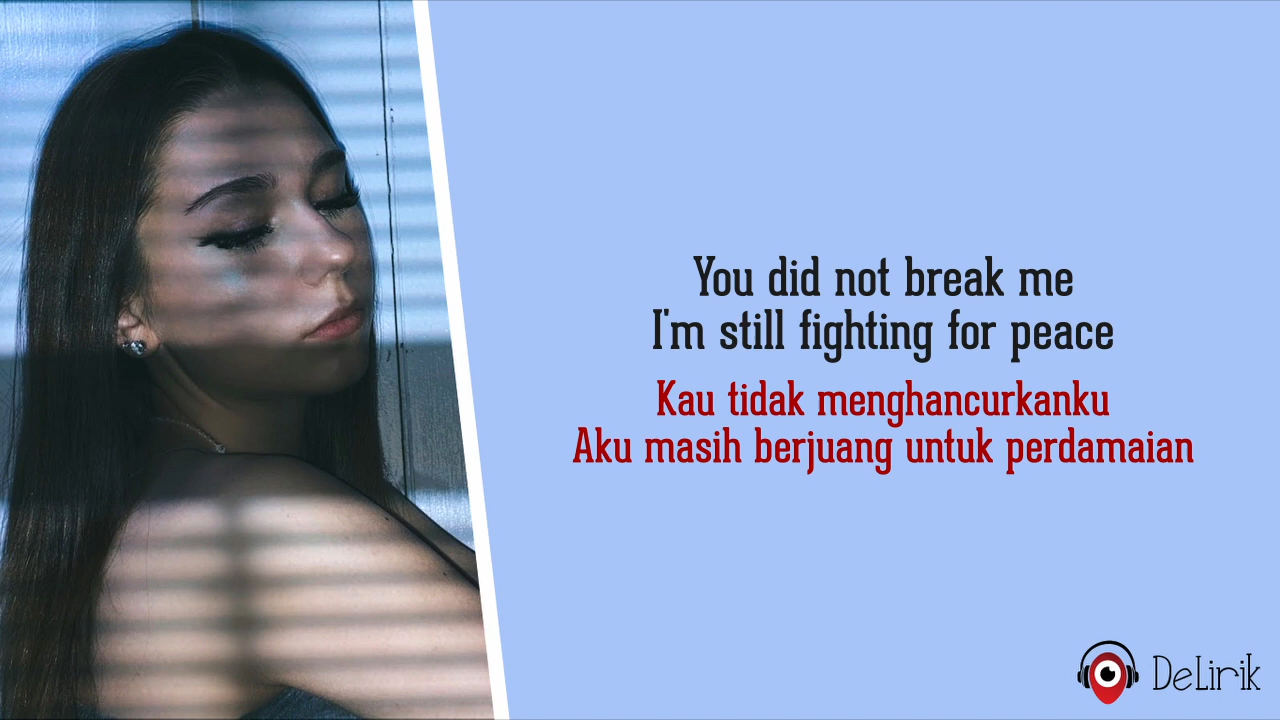 You did not break me
I'm still fighting for peace
Kau tidak menghancurkanku
Aku masih berjuang untuk perdamaian
DeLirik